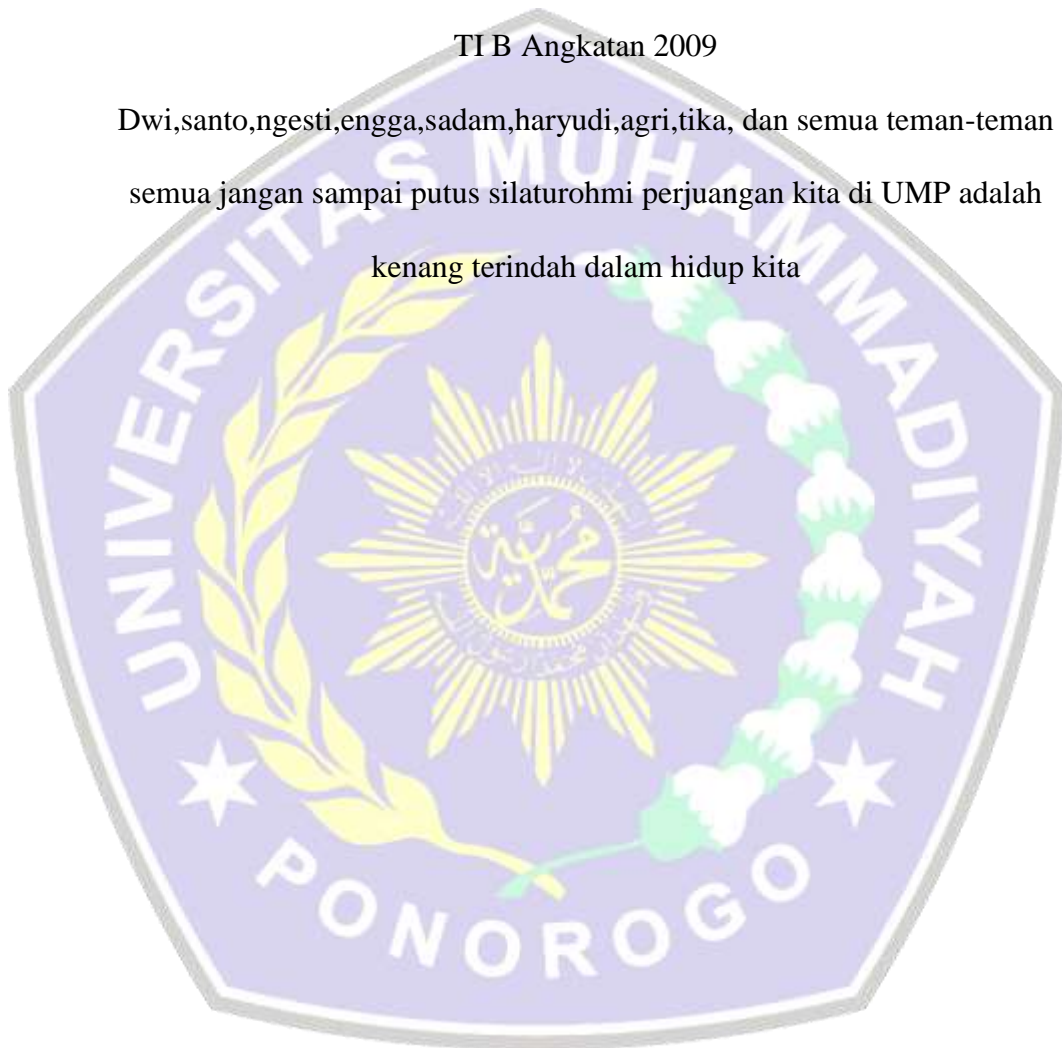 TI B Angkatan 2009
Dwi,santo,ngesti,engga,sadam,haryudi,agri,tika, dan semua teman-teman
semua jangan sampai putus silaturohmi perjuangan kita di UMP adalah
kenang terindah dalam hidup kita
UNIVERSITAS MUHAMMADIYAH
محمدية
PONOROGO